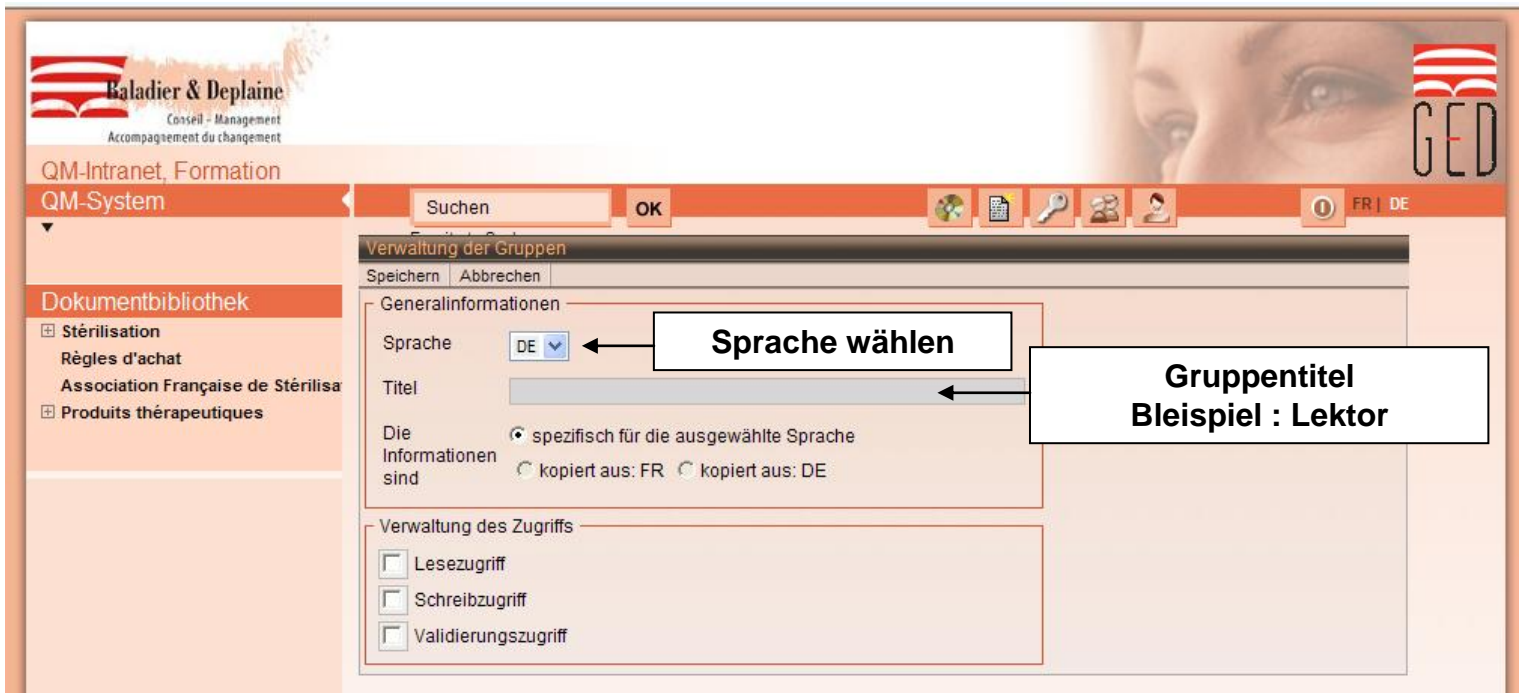 Baladier & Deplaine
Conseil - Management
Accompagnement du changement
GED
QM-Intranet, Formation
QM-System
Suchen
OK
FR | DE
Verwaltung der Gruppen
Speichern | Abbrechen
Dokumentbibliothek
Stérilisation
Règles d'achat
Association Française de Stérilisa
Produits thérapeutiques
Generalinformationen
Sprache DE
Sprache wählen
Titel
Gruppentitel
Bleispiel : Lektor
Die
Informationen
sind
spezifisch für die ausgewählte Sprache
kopiert aus: FR kopiert aus: DE
Verwaltung des Zugriffs
Lesezugriff
Schreibzugriff
Validierungszugriff